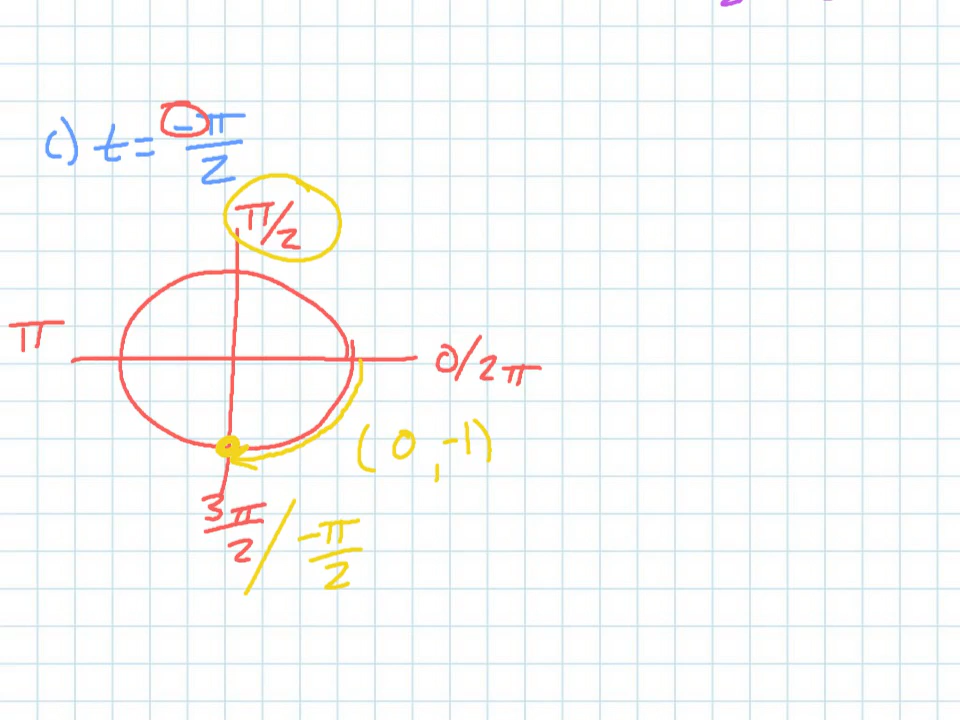 c) t = -π/2
π/2
π
0/2π
(0, -1)
3π/2 / -π/2